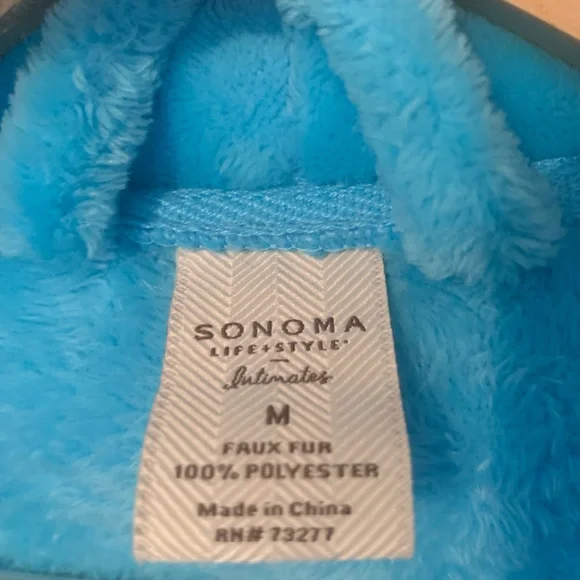 SONOMA
LIFE+STYLE
Intimates
M
FAUX FUR
100% POLYESTER
Made in China
RN# 73277